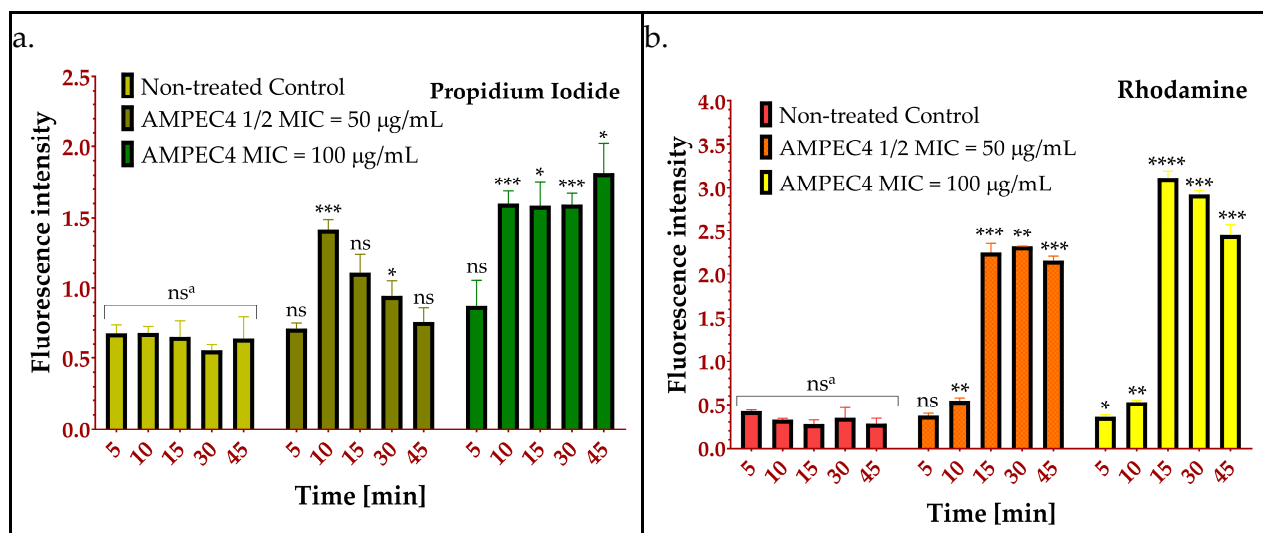 a.
Propidium Iodide
Non-treated Control
AMPEC4 1/2 MIC = 50 µg/mL
AMPEC4 MIC = 100 µg/mL
Fluorescence intensity
2.5
2.0
1.5
1.0
0.5
0.0
nsᵃ
ns
***
ns
*
ns
ns
***
*
***
*
5 10 15 30 45 5 10 15 30 45 5 10 15 30 45
Time [min]
b.
Rhodamine
Non-treated Control
AMPEC4 1/2 MIC = 50 µg/mL
AMPEC4 MIC = 100 µg/mL
Fluorescence intensity
4.0
3.5
3.0
2.5
2.0
1.5
1.0
0.5
0.0
nsᵃ
ns
**
***
**
***
*
**
****
***
***
5 10 15 30 45 5 10 15 30 45 5 10 15 30 45
Time [min]